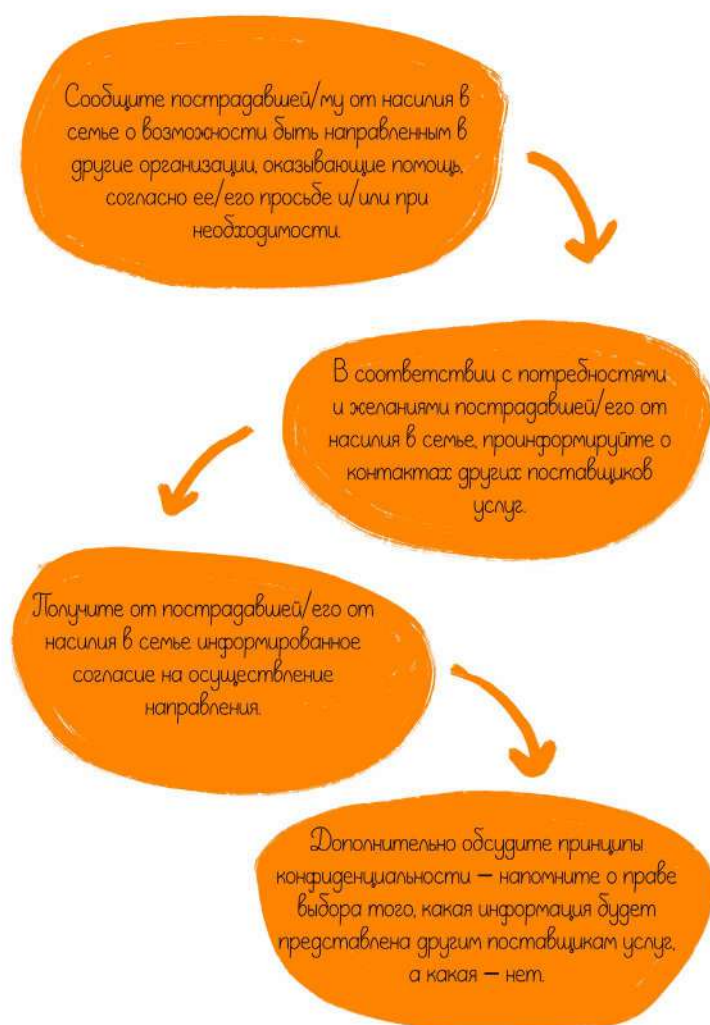 Сообщите пострадавшей/му от насилия в
семье о возможности быть направленным в
другие организации, оказывающие помощь,
согласно ее/его просьбе и/или при
необходимости.
В соответствии с потребностями
и желаниями пострадавшей/его от
насилия в семье, проинформируйте о
контактах других поставщиков
услуг.
Получите от пострадавшей/его от
насилия в семье информированное
согласие на осуществление
направления.
Дополнительно обсудите принципы
конфиденциальности – напомните о праве
выбора того, какая информация будет
представлена другим поставщикам услуг,
а какая – нет.